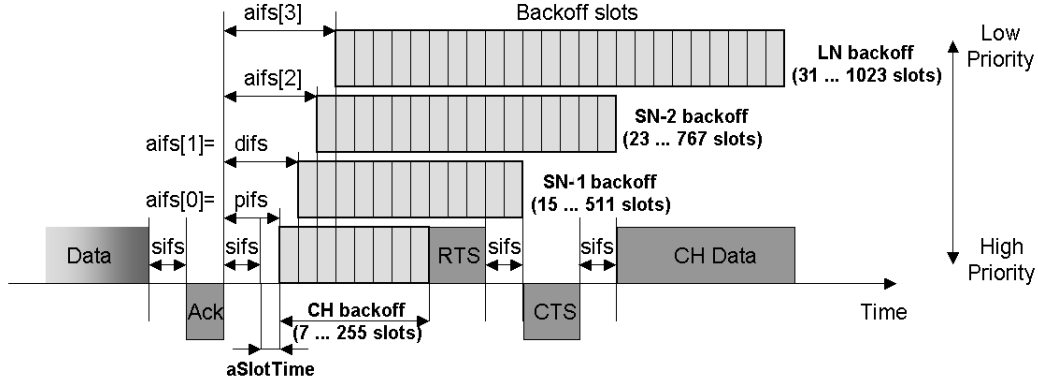 aifs[3]
Backoff slots
Low
Priority
LN backoff
(31 ... 1023 slots)
aifs[2]
SN-2 backoff
(23 ... 767 slots)
aifs[1]=
difs
SN-1 backoff
(15 ... 511 slots)
aifs[0]=
pifs
Data
sifs
sifs
RTS
sifs
sifs
CH Data
High
Priority
Ack
CH backoff
(7 ... 255 slots)
CTS
Time
aSlotTime